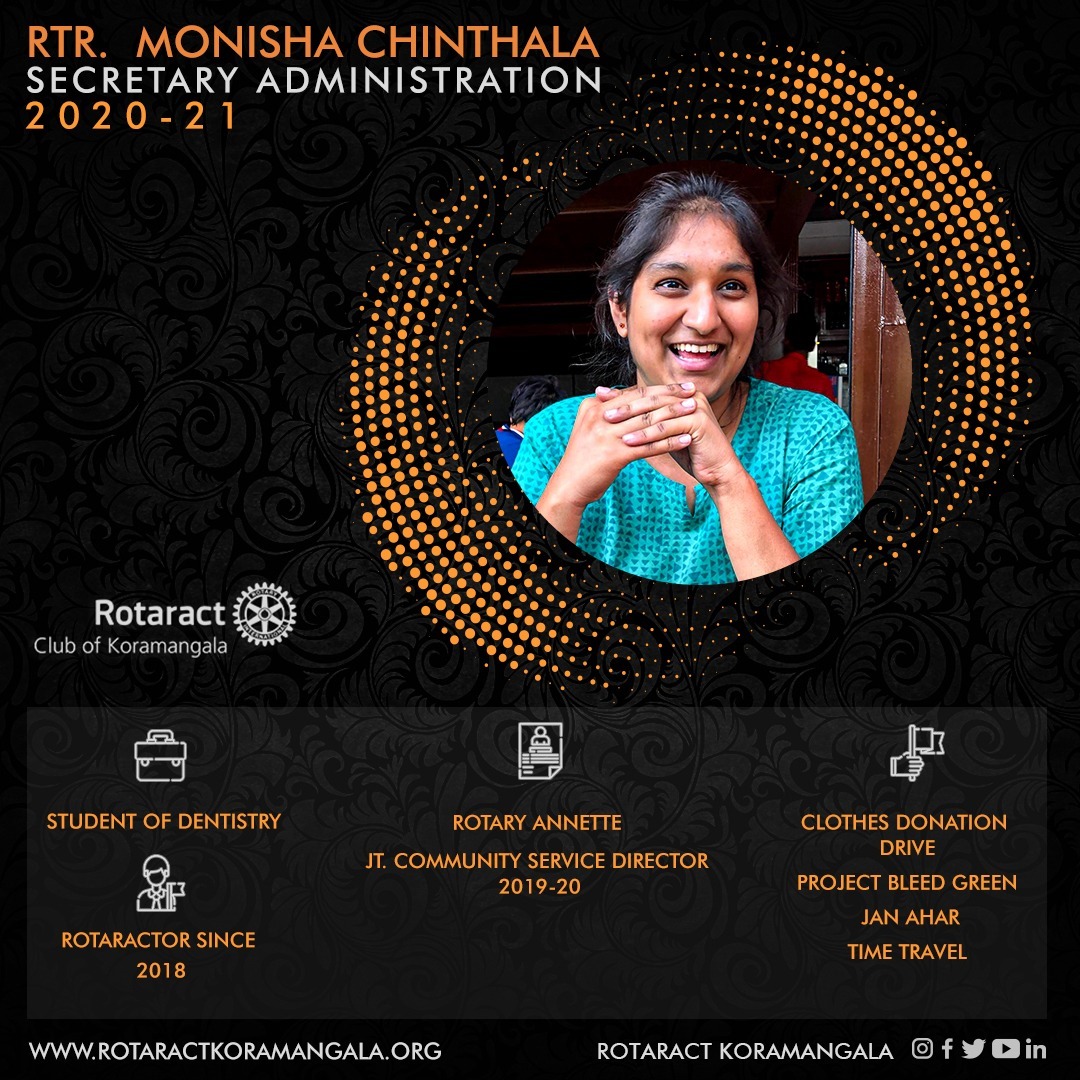 RTR. MONISHA CHINTHALA
SECRETARY ADMINISTRATION
2020-21
Rotaract
Club of Koramangala
ROTARY
INTERNATIONAL
STUDENT OF DENTISTRY
ROTARACTOR SINCE
2018
ROTARY ANNETTE
JT. COMMUNITY SERVICE DIRECTOR
2019-20
CLOTHES DONATION
DRIVE
PROJECT BLEED GREEN
JAN AHAR
TIME TRAVEL
WWW.ROTARACTKORAMANGALA.ORG
ROTARACT KORAMANGALA